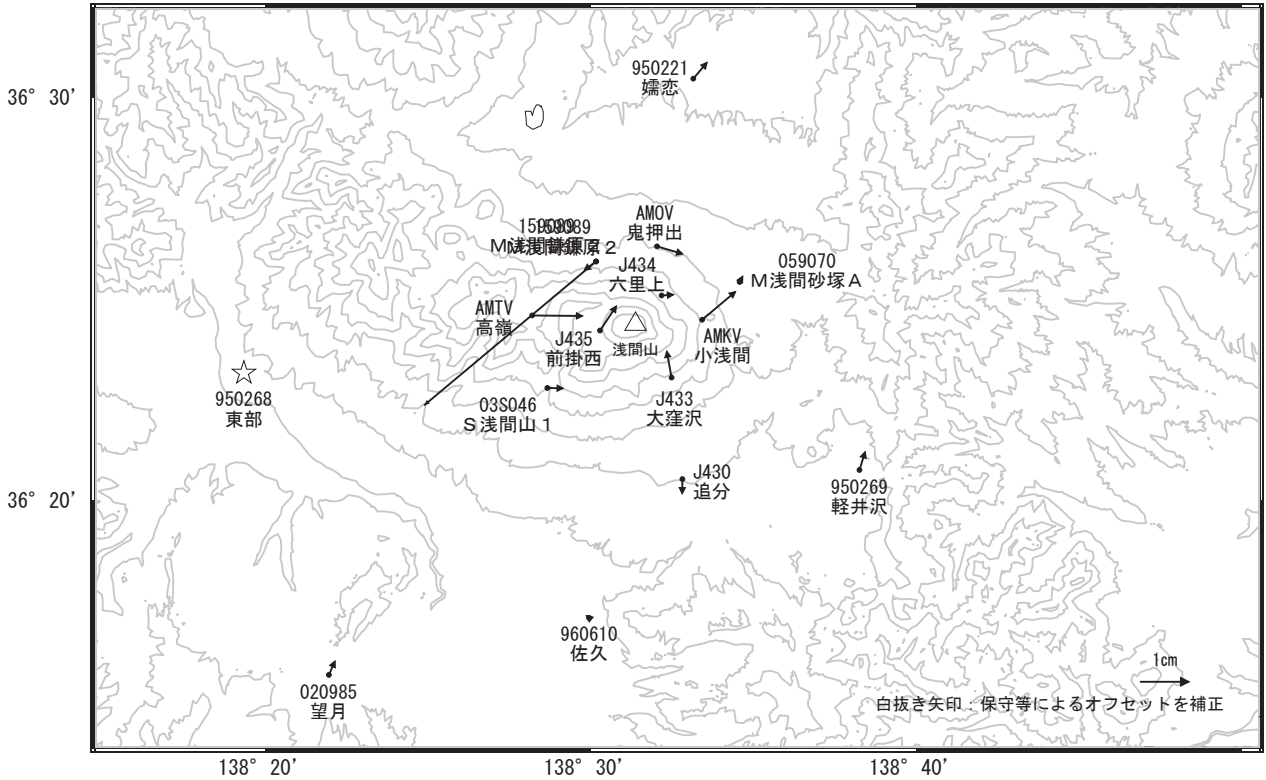 950221
嬬恋
36° 30'
AMOV
鬼押出
059070
M浅間砂塚A
J434
六里上
AMTV
高嶺
J435
前掛西
浅間山
AMKV
小浅間
950268
東部
03S046
S浅間山1
J433
大窪沢
J430
追分
950269
軽井沢
36° 20'
960610
佐久
020985
望月
1cm
白抜き矢印：保守等によるオフセットを補正
138° 20'
138° 30'
138° 40'